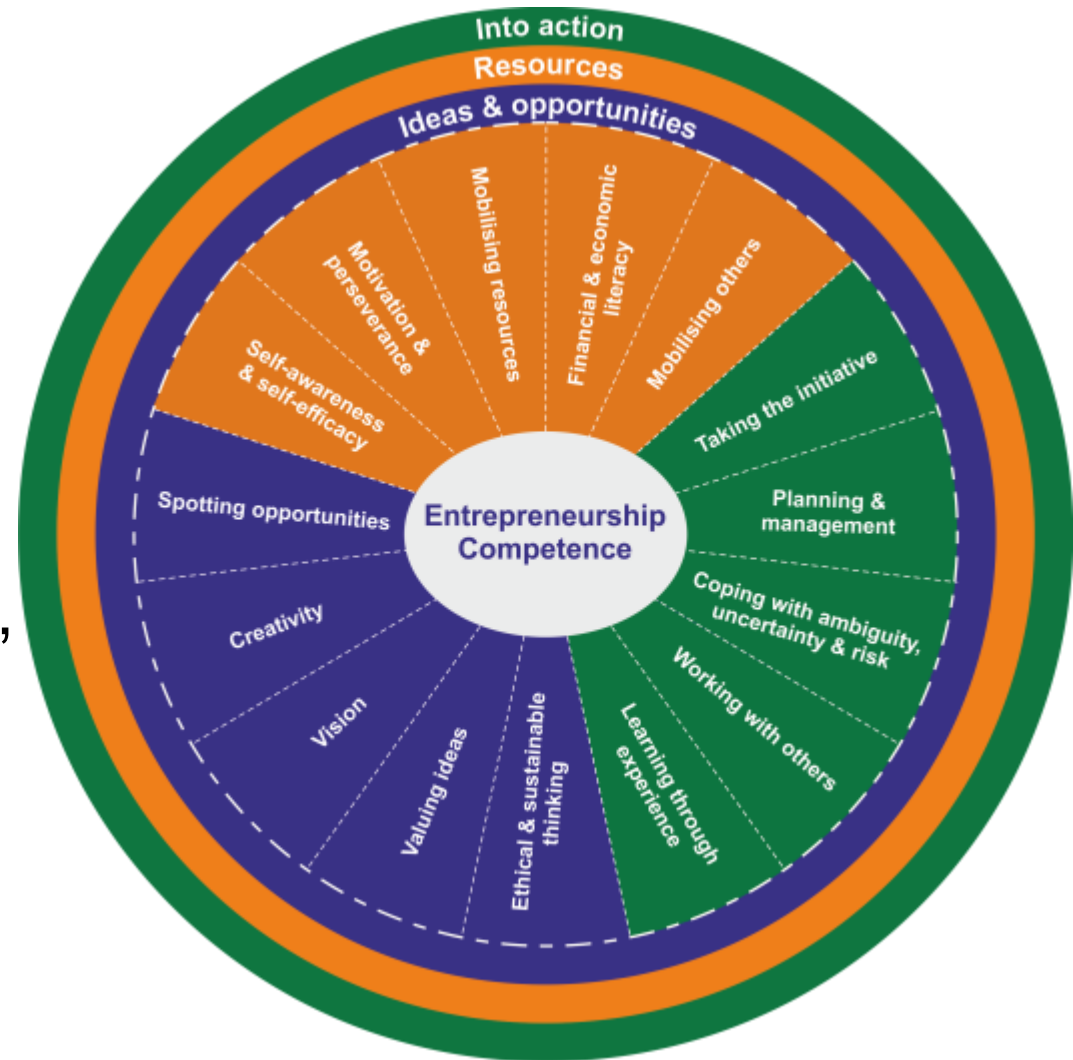 Into action
Resources
Ideas & opportunities
Self-awareness
& self-efficacy
Motivation &
perseverance
Mobilising resources
Financial & economic
literacy
Mobilising others
Taking the initiative
Planning &
management
Coping with ambiguity,
uncertainty & risk
Working with others
Learning through
experience
Ethical & sustainable
thinking
Valuing ideas
Vision
Creativity
Spotting opportunities
Entrepreneurship
Competence
,